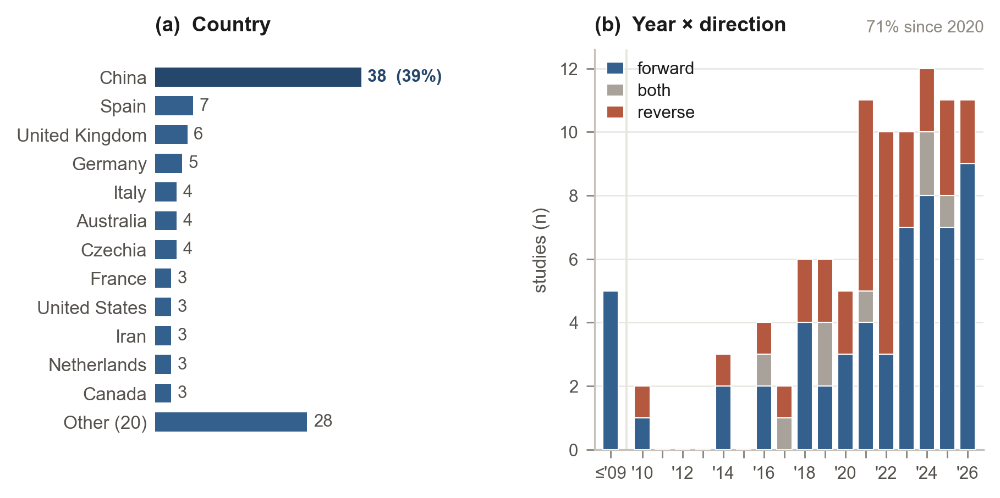 (a) Country
China 38 (39%)
Spain 7
United Kingdom 6
Germany 5
Italy 4
Australia 4
Czechia 4
France 3
United States 3
Iran 3
Netherlands 3
Canada 3
Other (20) 28
(b) Year × direction
71% since 2020
forward
both
reverse
studies (n)
12
10
8
6
4
2
0
≤'09 '10 '12 '14 '16 '18 '20 '22 '24 '26